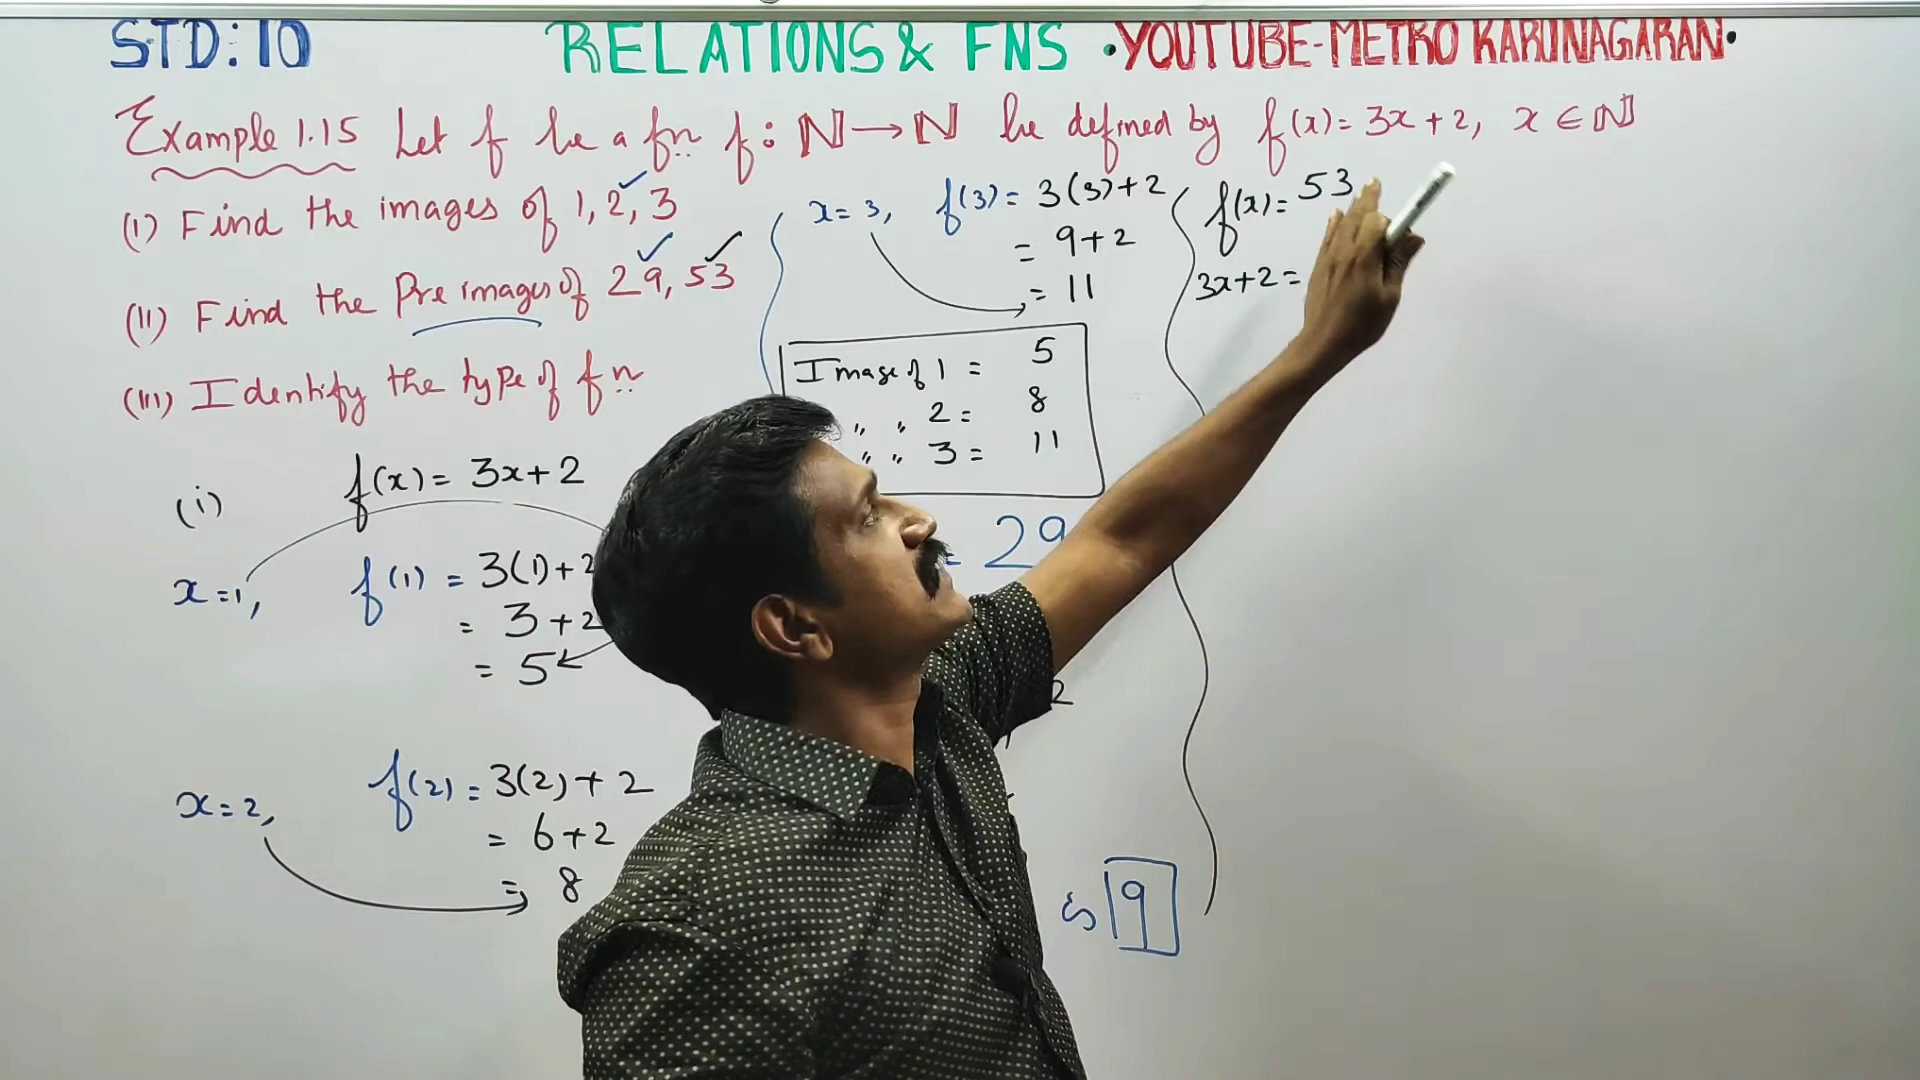 STD: 10 RELATIONS & FNS • YOUTUBE-METRO KARUNAGARAN •
Example 1.15 Let f be a fn f : ℕ → ℕ be defined by f(x) = 3x + 2, x ∈ ℕ
(i) Find the images of 1, 2, 3
(ii) Find the Pre images of 29, 53
(iii) Identify the type of fn
(i) f(x) = 3x+2
x=1, f(1) = 3(1)+2
= 3+2
= 5
x=2, f(2) = 3(2)+2
= 6+2
= 8
x=3, f(3) = 3(3)+2
= 9+2
= 11
Image of 1 = 5
" " 2 = 8
" " 3 = 11
= 29
2
9
f(x) = 53
3x+2 =